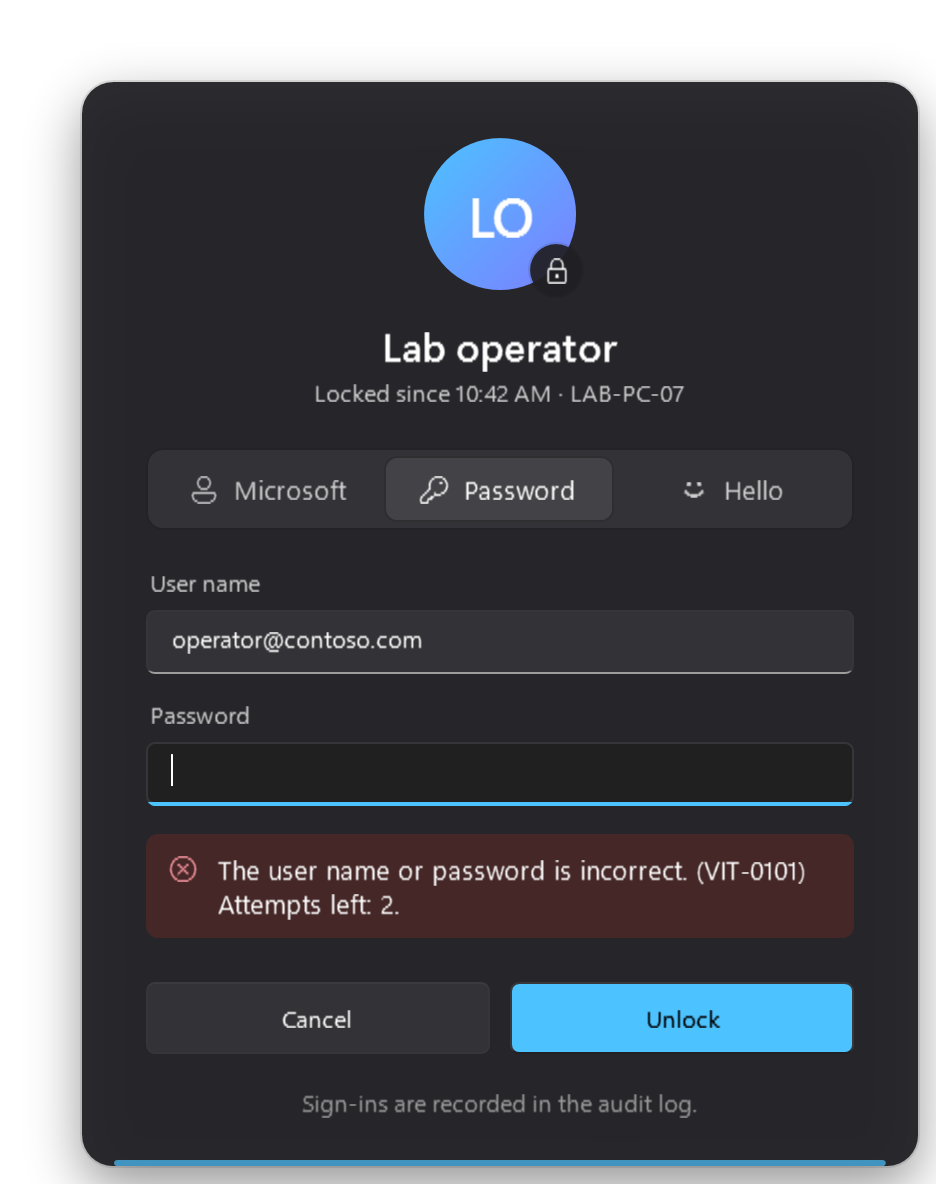 LO
Lab operator
Locked since 10:42 AM · LAB-PC-07
Microsoft Password Hello
User name
operator@contoso.com
Password
The user name or password is incorrect. (VIT-0101)
Attempts left: 2.
Cancel Unlock
Sign-ins are recorded in the audit log.